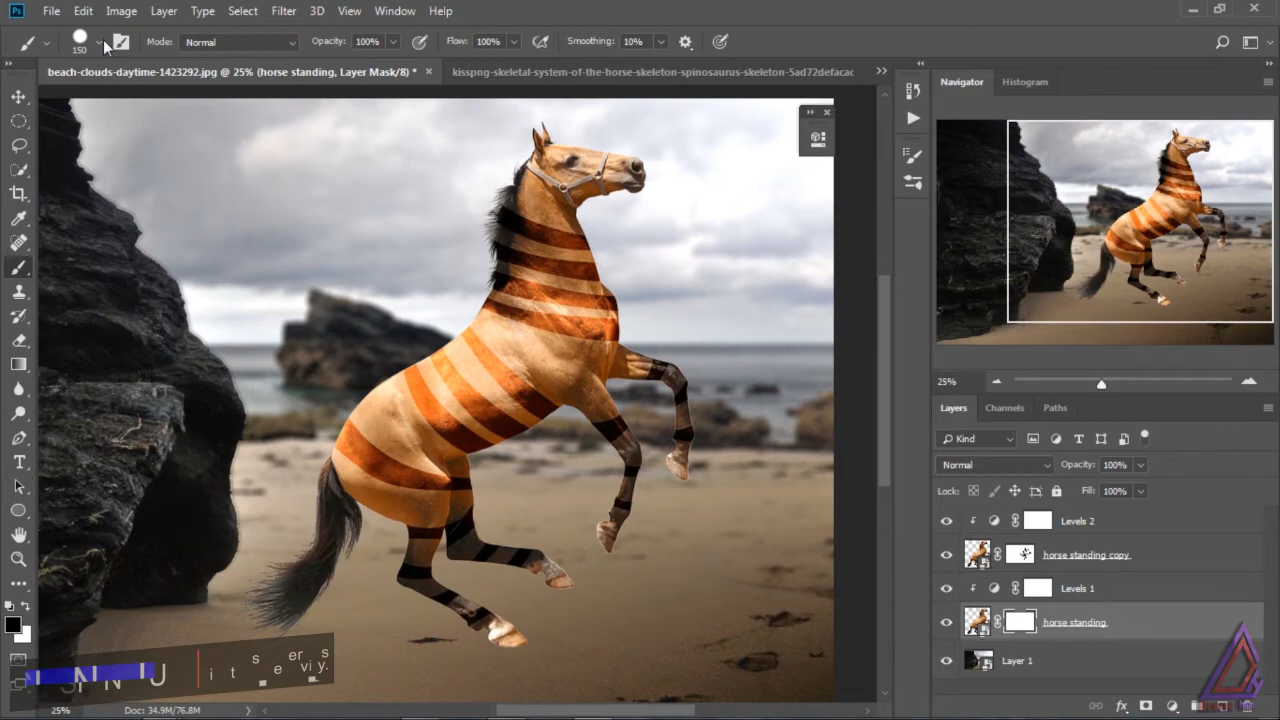 Ps File Edit Image Layer Type Select Filter 3D View Window Help
150 Mode: Normal Opacity: 100% Flow: 100% Smoothing: 10%
beach-clouds-daytime-1423292.jpg @ 25% (horse standing, Layer Mask/8) * × kisspng-skeletal-system-of-the-horse-skeleton-spinosaurus-skeleton-5ad72defacac
Navigator Histogram
25%
Layers Channels Paths
Kind
Normal Opacity: 100%
Lock: Fill: 100%
Levels 2
horse standing copy
Levels 1
horse standing
Layer 1
25% Doc: 34.9M/76.8M